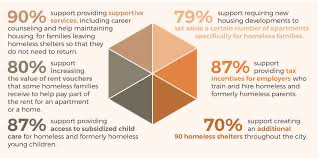 90% support providing supportive
services, including career
counseling and help maintaining
housing, for families leaving
homeless shelters so that they
do not need to return.
80% support
increasing
the value of rent vouchers
that some homeless families
receive to help pay part of
the rent for an apartment or
a home.
87% support
providing
access to subsidized child
care for homeless and formerly homeless
young children.
79% support requiring new
housing developments to
set aside a certain number of apartments
specifically for homeless families.
87% support
providing tax
incentives for employers who
train and hire homeless and
formerly homeless parents.
70% support creating
an additional
90 homeless shelters throughout the city.